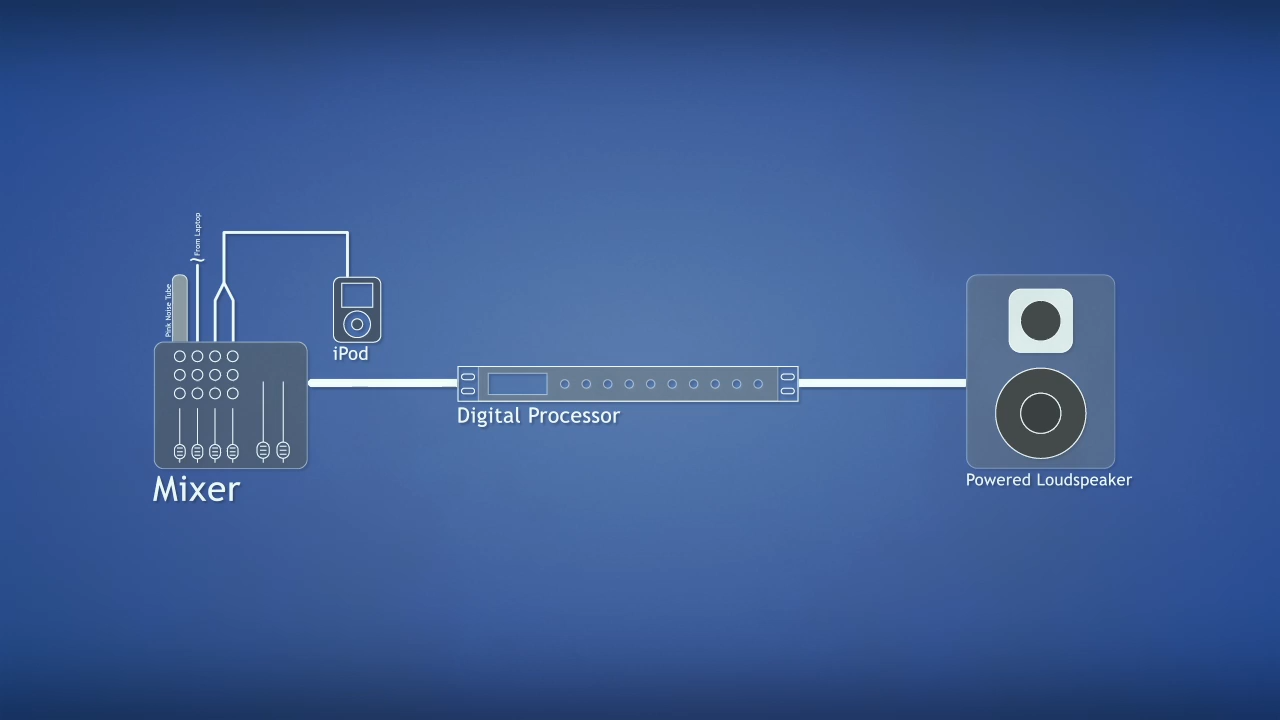 From Laptop
Pink Noise Tube
iPod
Digital Processor
Mixer
Powered Loudspeaker